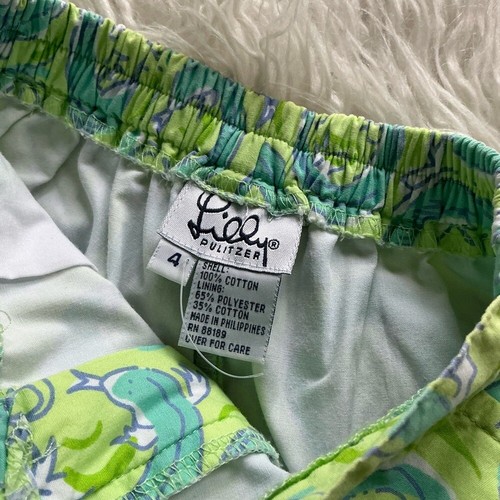 Lilly®
PULITZER
4
SHELL:
100% COTTON
LINING:
65% POLYESTER
35% COTTON
MADE IN PHILIPPINES
RN 88189
OVER FOR CARE